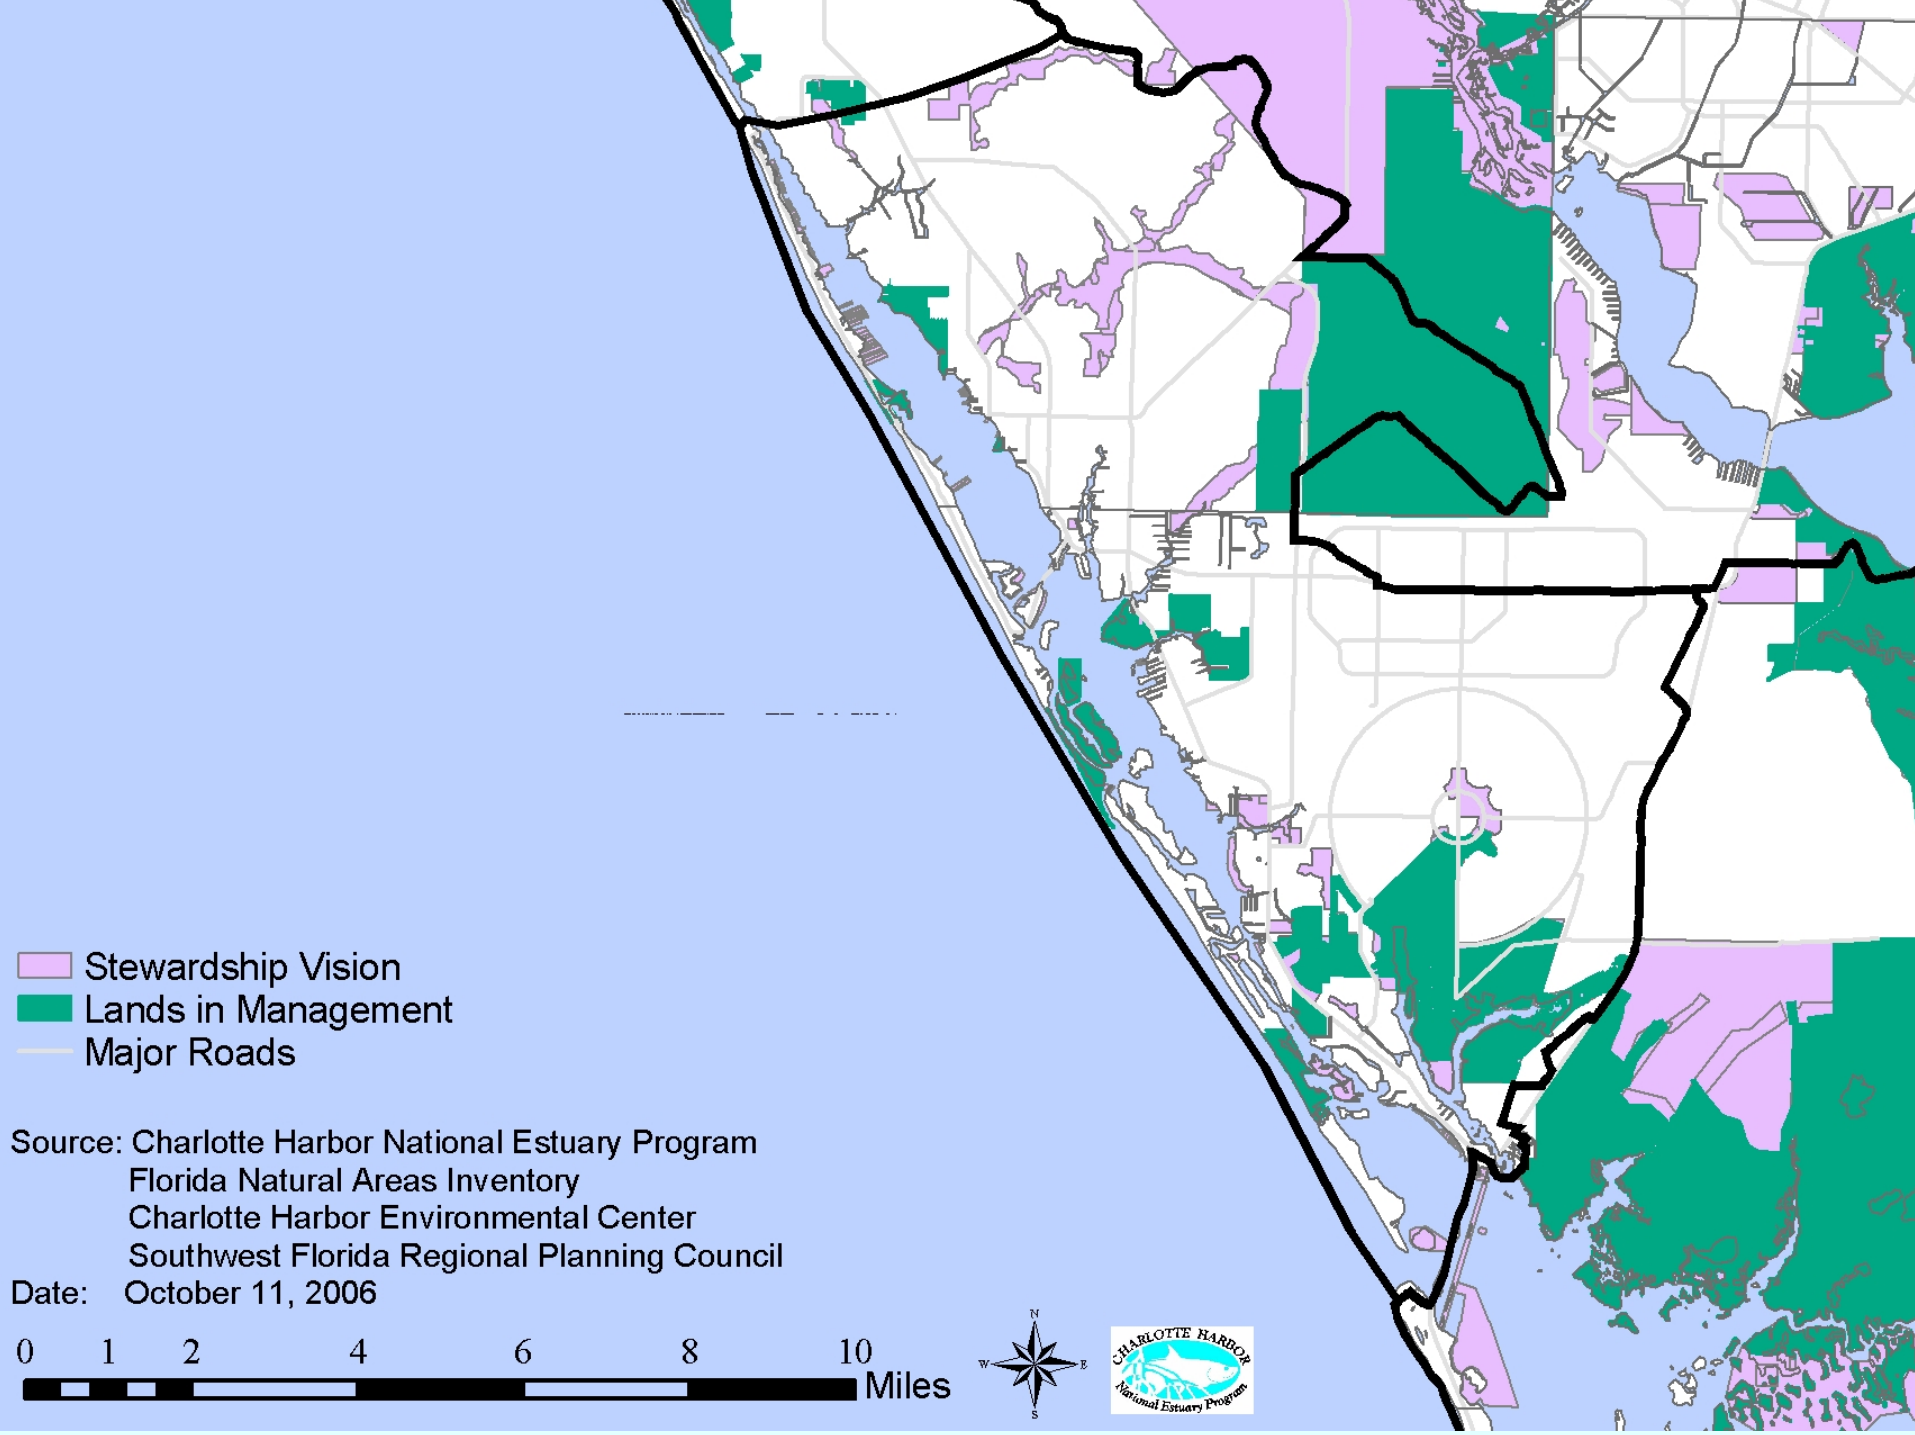 Stewardship Vision
Lands in Management
Major Roads
Source: Charlotte Harbor National Estuary Program
Florida Natural Areas Inventory
Charlotte Harbor Environmental Center
Southwest Florida Regional Planning Council
Date: October 11, 2006
0 1 2 4 6 8 10
Miles
N
W E
S
CHARLOTTE HARBOR
National Estuary Program